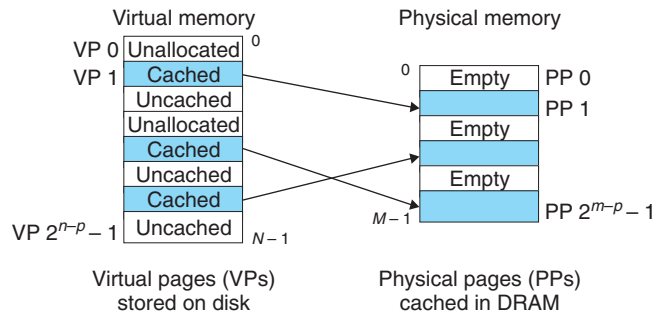 Virtual memory
Physical memory
VP 0 Unallocated 0
VP 1 Cached
Uncached
Unallocated
Cached
Uncached
Cached
VP 2^{n–p} – 1 Uncached
N – 1
0
Empty PP 0
PP 1
Empty
Empty
M – 1
PP 2^{m–p} – 1
Virtual pages (VPs)
stored on disk
Physical pages (PPs)
cached in DRAM